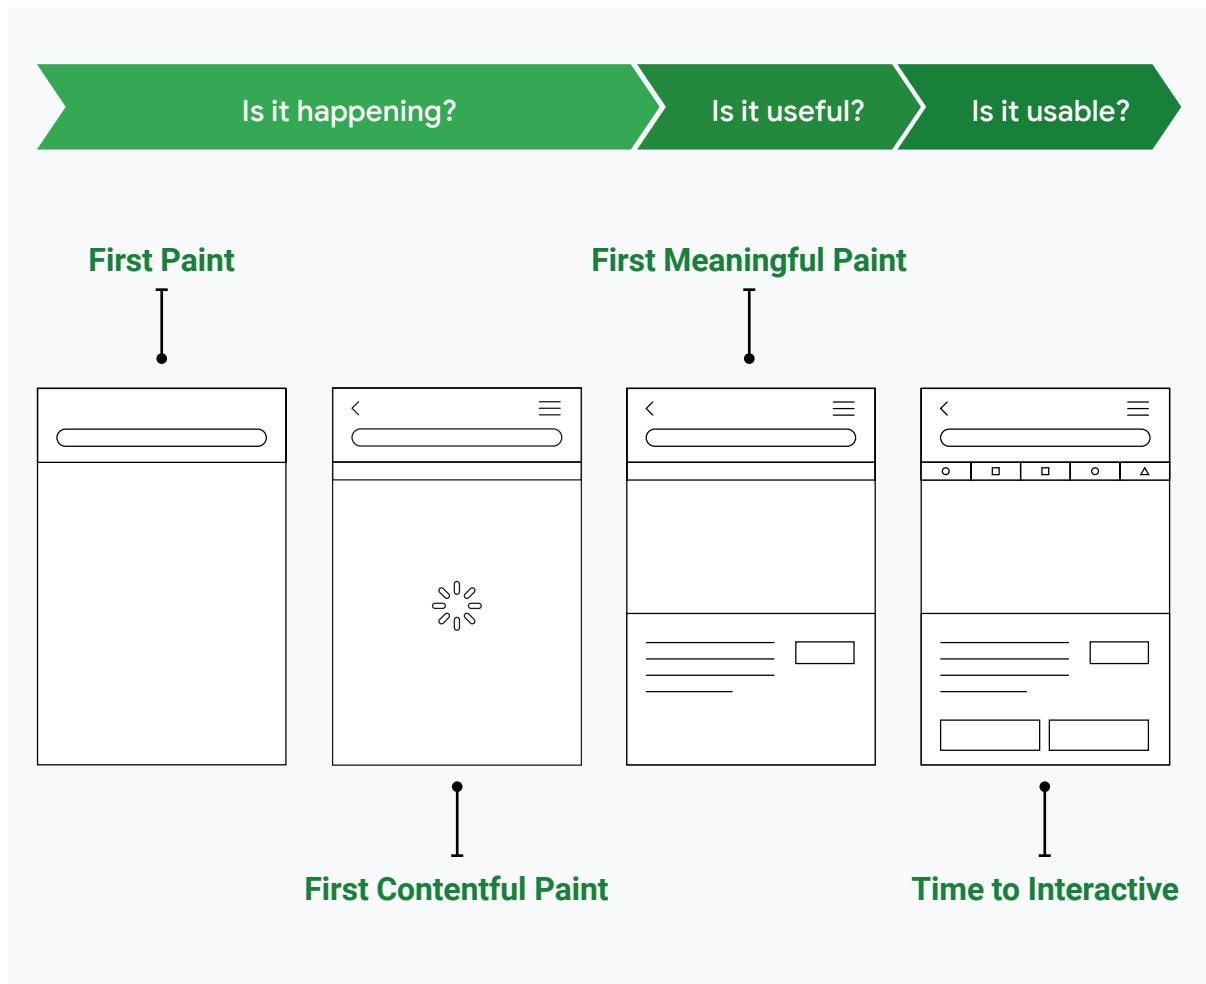 Is it happening?
Is it useful?
Is it usable?
First Paint
First Meaningful Paint
First Contentful Paint
Time to Interactive